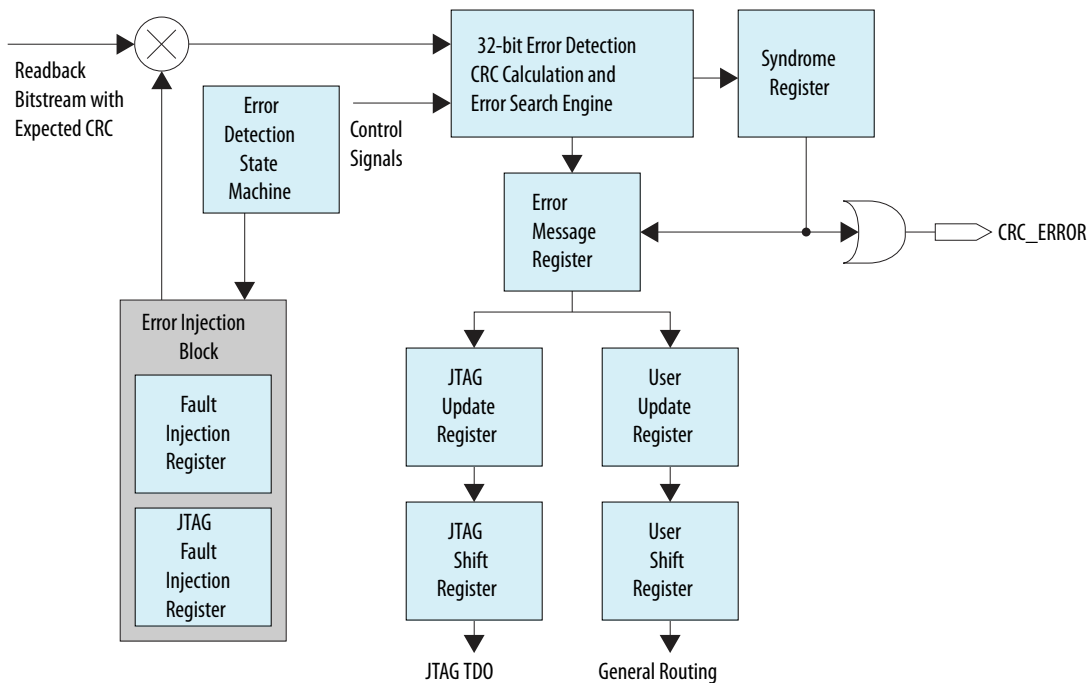 Readback
Bitstream with
Expected CRC
Error
Detection
State
Machine
Control
Signals
32-bit Error Detection
CRC Calculation and
Error Search Engine
Syndrome
Register
Error
Message
Register
CRC_ERROR
Error Injection
Block
Fault
Injection
Register
JTAG
Fault
Injection
Register
JTAG
Update
Register
User
Update
Register
JTAG
Shift
Register
User
Shift
Register
JTAG TDO
General Routing